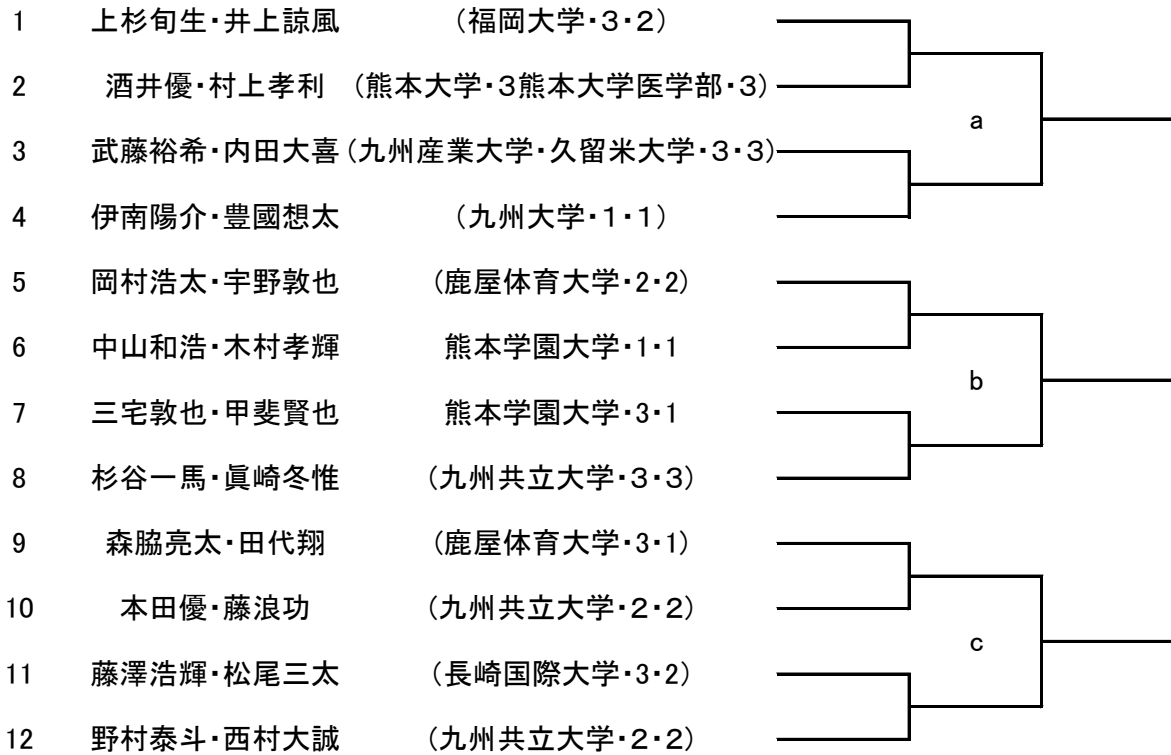 1 上杉旬生・井上諒風 （福岡大学・３・２）
2 酒井優・村上孝利 （熊本大学・３熊本大学医学部・３）
a
3 武藤裕希・内田大喜（九州産業大学・久留米大学・３・３）
4 伊南陽介・豊國想太 （九州大学・１・１）
5 岡村浩太・宇野敦也 （鹿屋体育大学・2・2）
6 中山和浩・木村孝輝 熊本学園大学・1・1
b
7 三宅敦也・甲斐賢也 熊本学園大学・3・1
8 杉谷一馬・眞崎冬惟 （九州共立大学・３・３）
9 森脇亮太・田代翔 （鹿屋体育大学・3・1）
10 本田優・藤浪功 （九州共立大学・２・２）
c
11 藤澤浩輝・松尾三太 （長崎国際大学・3・2）
12 野村泰斗・西村大誠 （九州共立大学・２・２）